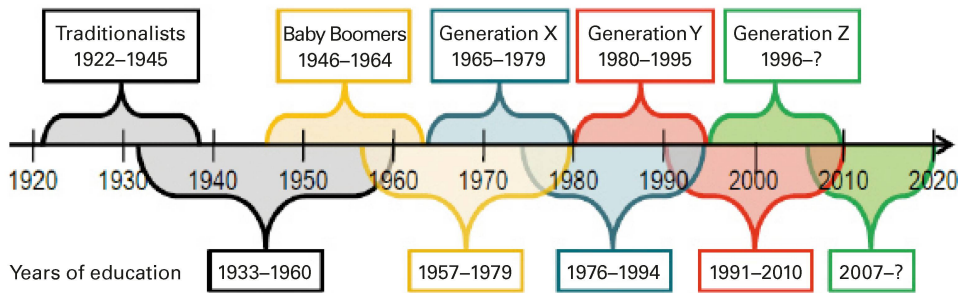 Traditionalists
1922–1945
Baby Boomers
1946–1964
Generation X
1965–1979
Generation Y
1980–1995
Generation Z
1996–?
1920 1930 1940 1950 1960 1970 1980 1990 2000 2010 2020
Years of education
1933–1960
1957–1979
1976–1994
1991–2010
2007–?